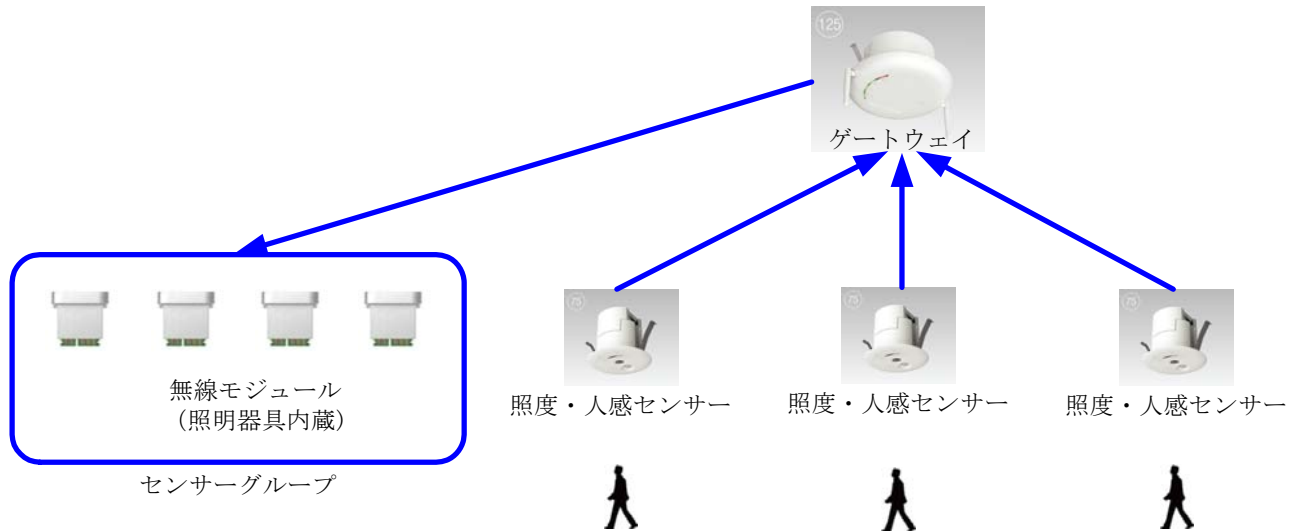 125
ゲートウェイ
75
75
75
無線モジュール
(照明器具内蔵)
照度・人感センサー
照度・人感センサー
照度・人感センサー
センサーグループ